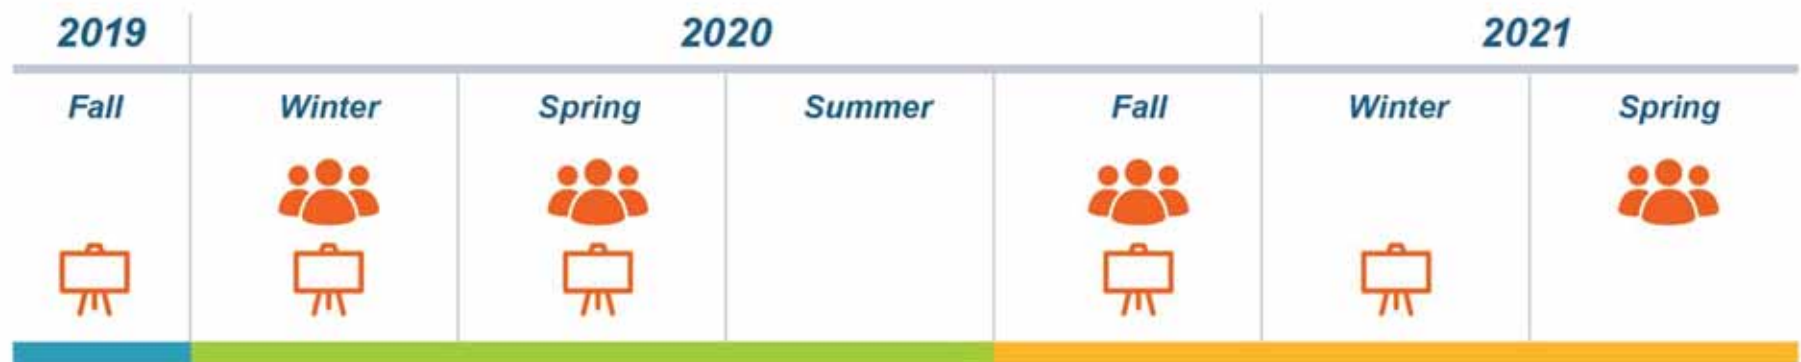 2019 2020 2021
Fall Winter Spring Summer Fall Winter Spring